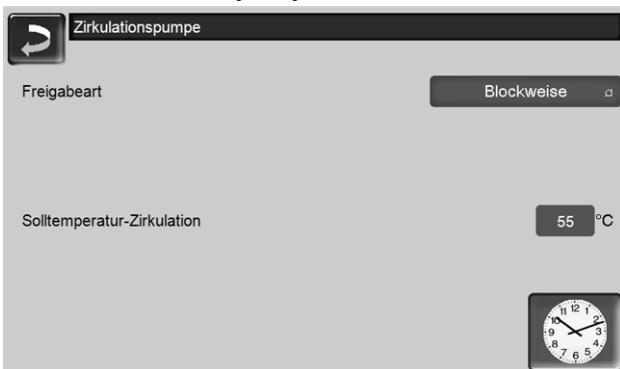 Zirkulationspumpe
Freigabeart
Blockweise
Solltemperatur-Zirkulation
55 °C
11 12 1
10 2
9 3
8 4
7 6 5